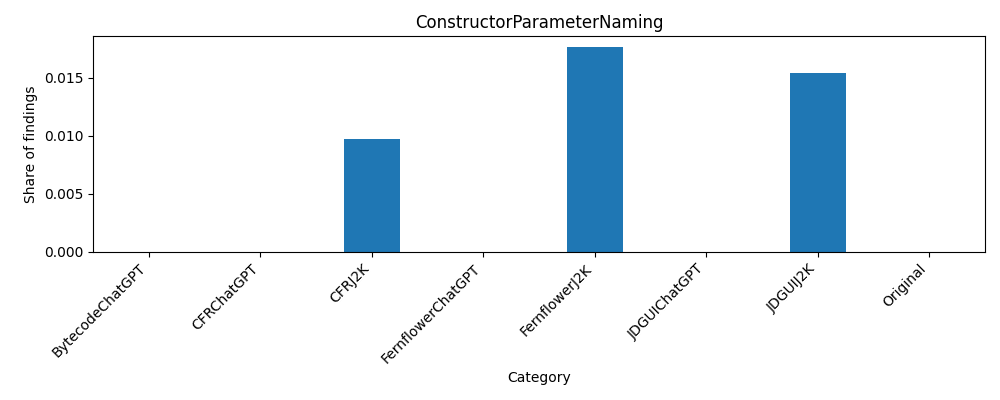 ConstructorParameterNaming
Share of findings
0.015
0.010
0.005
0.000
BytecodeChatGPT
CFRChatGPT
CFRJ2K
FernflowerChatGPT
FernflowerJ2K
JDGUIChatGPT
JDGUIJ2K
Original
Category